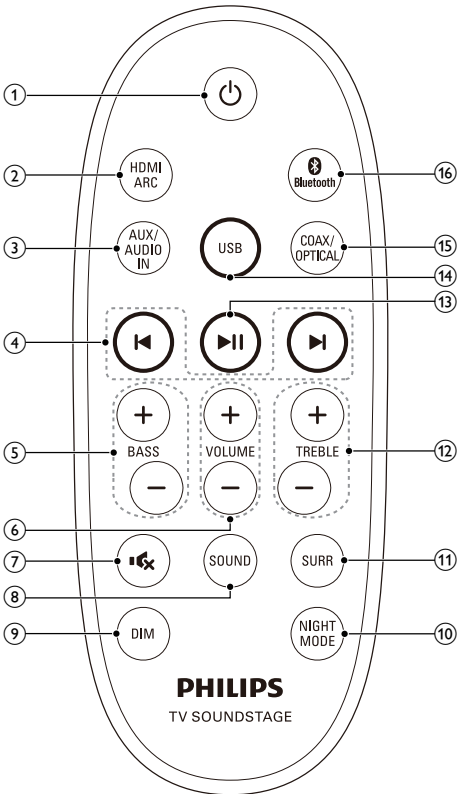 ①
②
HDMI
ARC
Bluetooth
⑯
③
AUX/
AUDIO
IN
USB
COAX/
OPTICAL
⑮
⑭
⑬
④
+
+
+
⑤
BASS
VOLUME
TREBLE
⑫
−
−
−
⑥
⑦
SOUND
SURR
⑪
⑧
⑨
DIM
NIGHT
MODE
⑩
PHILIPS
TV SOUNDSTAGE